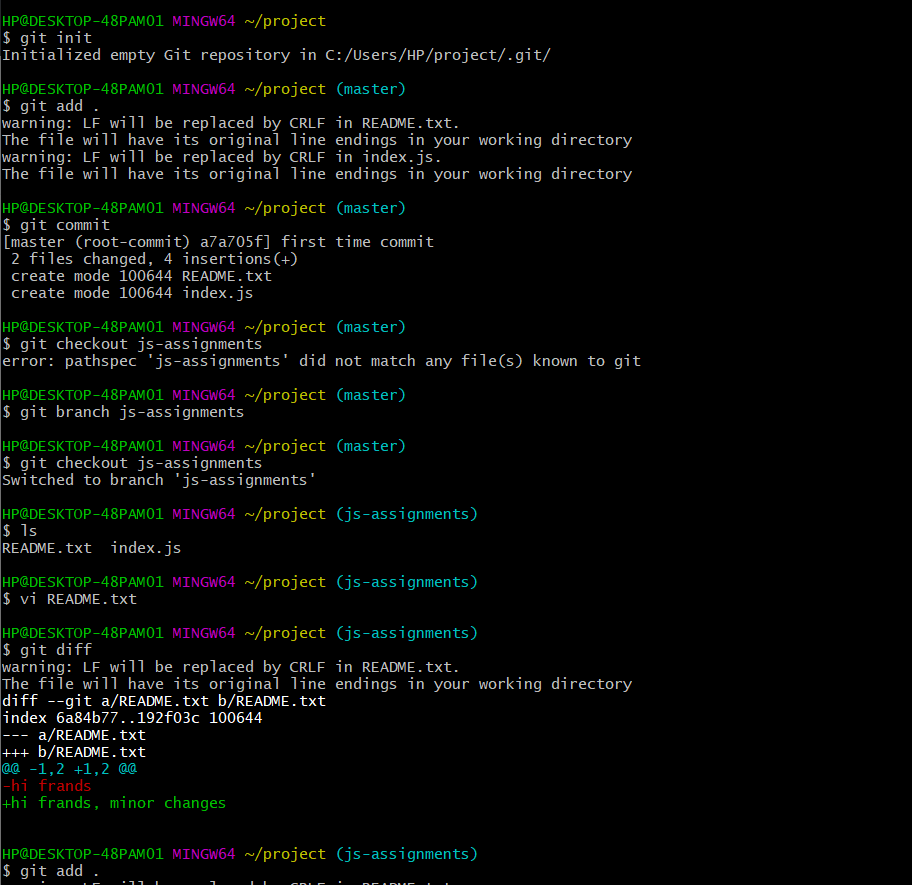 HP@DESKTOP-48PAMO1 MINGW64 ~/project
$ git init
Initialized empty Git repository in C:/Users/HP/project/.git/
HP@DESKTOP-48PAMO1 MINGW64 ~/project (master)
$ git add .
warning: LF will be replaced by CRLF in README.txt.
The file will have its original line endings in your working directory
warning: LF will be replaced by CRLF in index.js.
The file will have its original line endings in your working directory
HP@DESKTOP-48PAMO1 MINGW64 ~/project (master)
$ git commit
[master (root-commit) a7a705f] first time commit
 2 files changed, 4 insertions(+)
 create mode 100644 README.txt
 create mode 100644 index.js
HP@DESKTOP-48PAMO1 MINGW64 ~/project (master)
$ git checkout js-assignments
error: pathspec 'js-assignments' did not match any file(s) known to git
HP@DESKTOP-48PAMO1 MINGW64 ~/project (master)
$ git branch js-assignments
HP@DESKTOP-48PAMO1 MINGW64 ~/project (master)
$ git checkout js-assignments
Switched to branch 'js-assignments'
HP@DESKTOP-48PAMO1 MINGW64 ~/project (js-assignments)
$ ls
README.txt  index.js
HP@DESKTOP-48PAMO1 MINGW64 ~/project (js-assignments)
$ vi README.txt
HP@DESKTOP-48PAMO1 MINGW64 ~/project (js-assignments)
$ git diff
warning: LF will be replaced by CRLF in README.txt.
The file will have its original line endings in your working directory
diff --git a/README.txt b/README.txt
index 6a84b77..192f03c 100644
--- a/README.txt
+++ b/README.txt
@@ -1,2 +1,2 @@
-hi frands
+hi frands, minor changes
HP@DESKTOP-48PAMO1 MINGW64 ~/project (js-assignments)
$ git add .